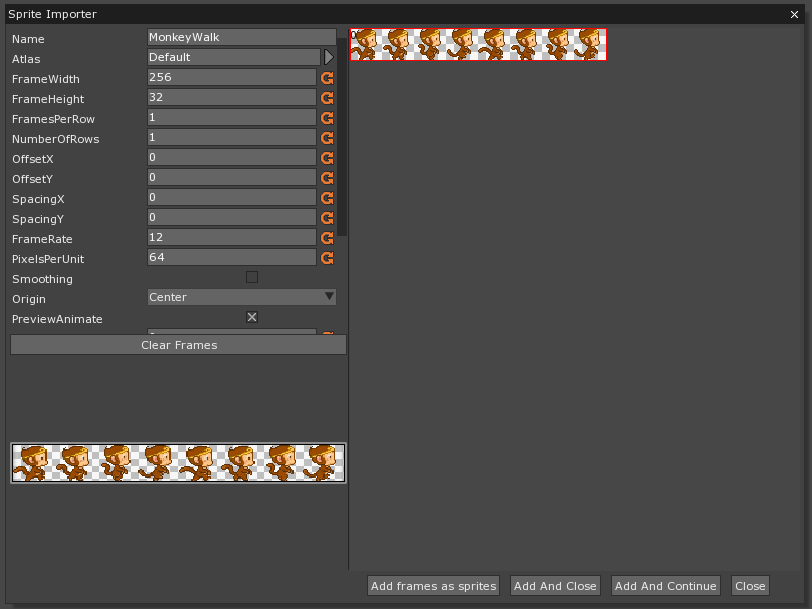 Sprite Importer
Name MonkeyWalk
Atlas Default
FrameWidth 256
FrameHeight 32
FramesPerRow 1
NumberOfRows 1
OffsetX 0
OffsetY 0
SpacingX 0
SpacingY 0
FrameRate 12
PixelsPerUnit 64
Smoothing
Origin Center
PreviewAnimate
Clear Frames
0
Add frames as sprites Add And Close Add And Continue Close